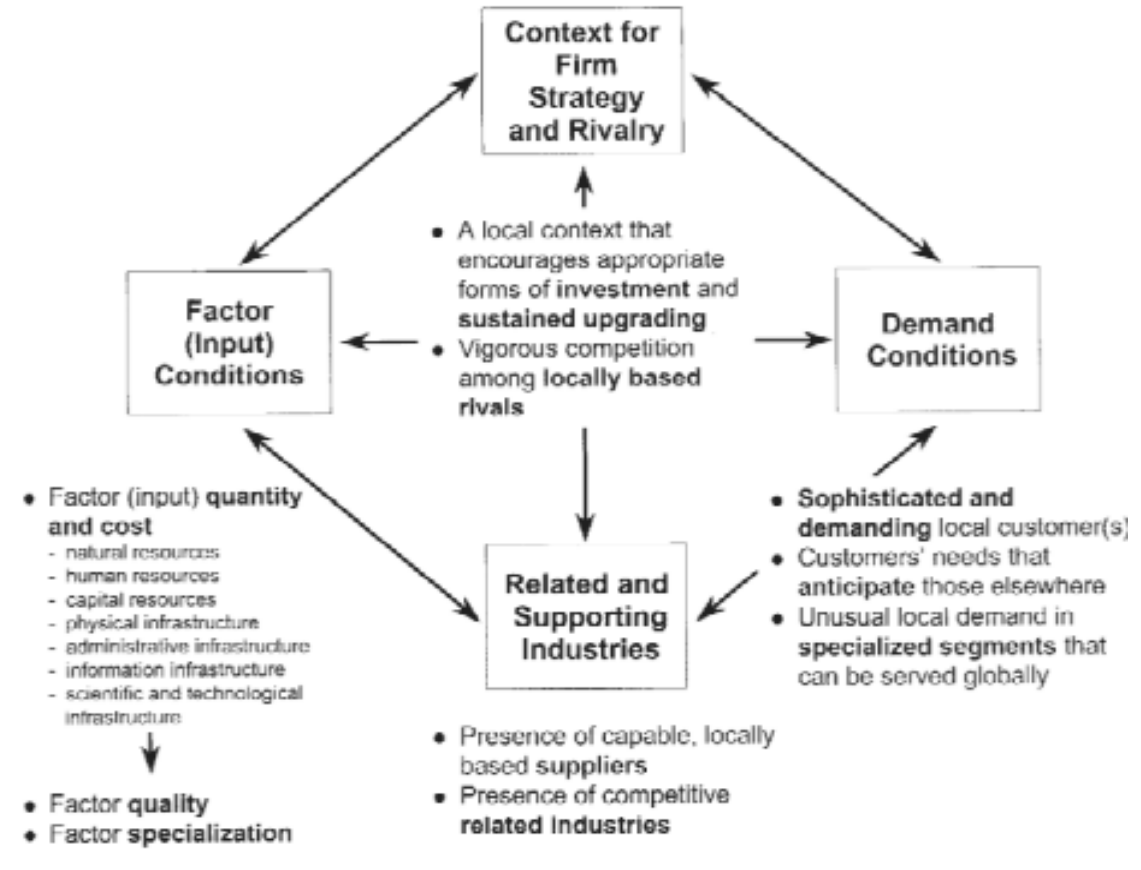 Context for
Firm
Strategy
and Rivalry
• A local context that
encourages appropriate
forms of investment and
sustained upgrading
• Vigorous competition
among locally based
rivals
Factor
(Input)
Conditions
Demand
Conditions
• Factor (input) quantity
and cost
- natural resources
- human resources
- capital resources
- physical infrastructure
- administrative infrastructure
- information infrastructure
- scientific and technological
infrastructure
• Factor quality
• Factor specialization
Related and
Supporting
Industries
• Presence of capable, locally
based suppliers
• Presence of competitive
related industries
• Sophisticated and
demanding local customer(s)
• Customers' needs that
anticipate those elsewhere
• Unusual local demand in
specialized segments that
can be served globally